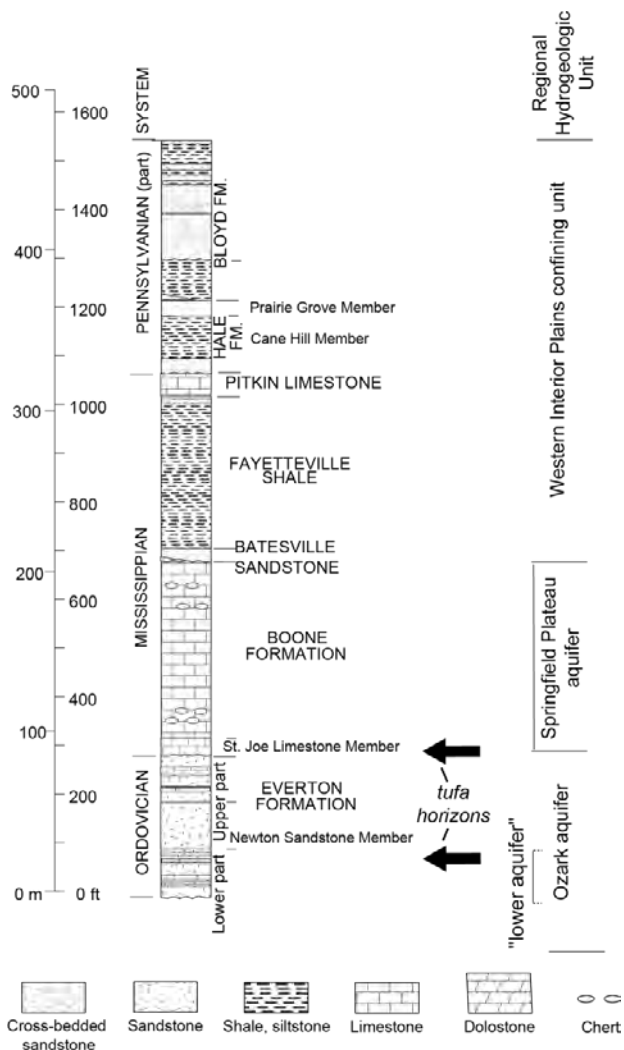 SYSTEM
Regional
Hydrogeologic
Unit
500
1600
1400
400
1200
300
1000
800
200
600
400
100
200
0 m
0 ft
PENNSYLVANIAN (part)
MISSISSIPPIAN
ORDOVICIAN
BLOYD FM.
Prairie Grove Member
HALE
FM.
Cane Hill Member
PITKIN LIMESTONE
FAYETTEVILLE
SHALE
BATESVILLE
SANDSTONE
BOONE
FORMATION
St. Joe Limestone Member
EVERTON
FORMATION
Upper part
Newton Sandstone Member
Lower part
tufa
horizons
Western Interior Plains confining unit
Springfield Plateau
aquifer
Ozark aquifer
"lower aquifer"
Cross-bedded
sandstone
Sandstone
Shale, siltstone
Limestone
Dolostone
Chert